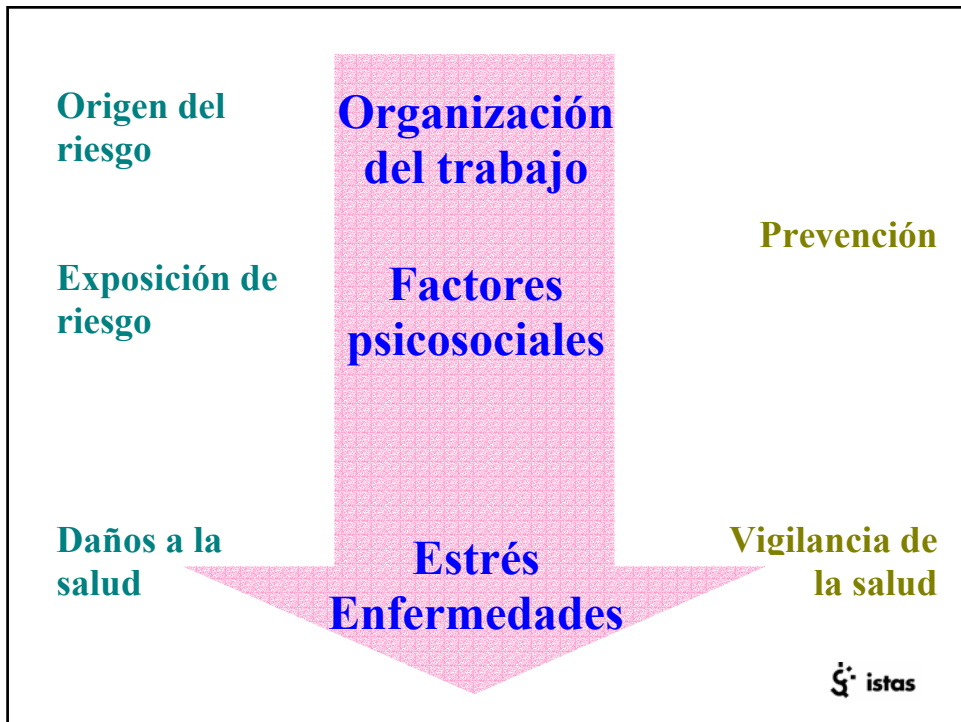 Origen del
riesgo
Organización
del trabajo
Prevención
Exposición de
riesgo
Factores
psicosociales
Daños a la
salud
Estrés
Enfermedades
Vigilancia de
la salud
istas